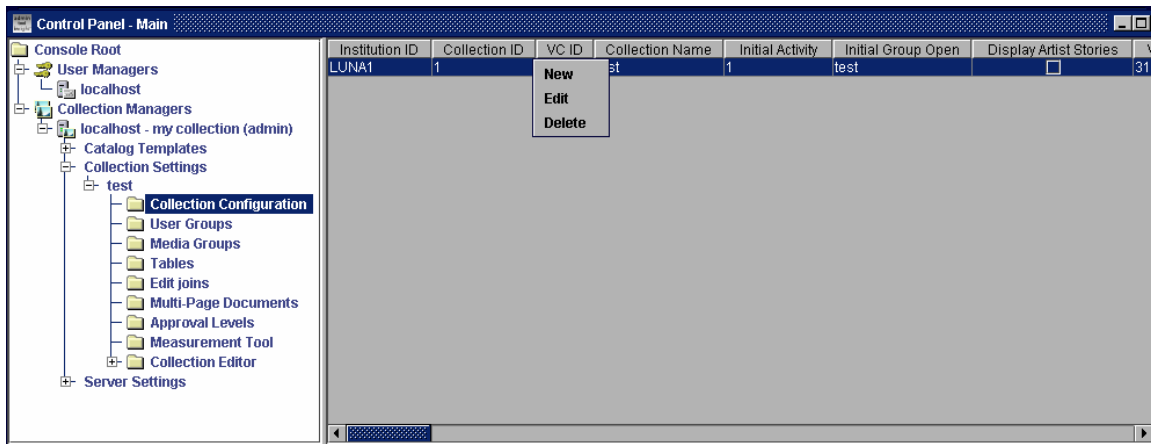 Control Panel - Main
Console Root
User Managers
localhost
Collection Managers
localhost - my collection (admin)
Catalog Templates
Collection Settings
test
Collection Configuration
User Groups
Media Groups
Tables
Edit joins
Multi-Page Documents
Approval Levels
Measurement Tool
Collection Editor
Server Settings
Institution ID Collection ID VC ID Collection Name Initial Activity Initial Group Open Display Artist Stories
LUNA1 1 1 test 31
New
Edit
Delete